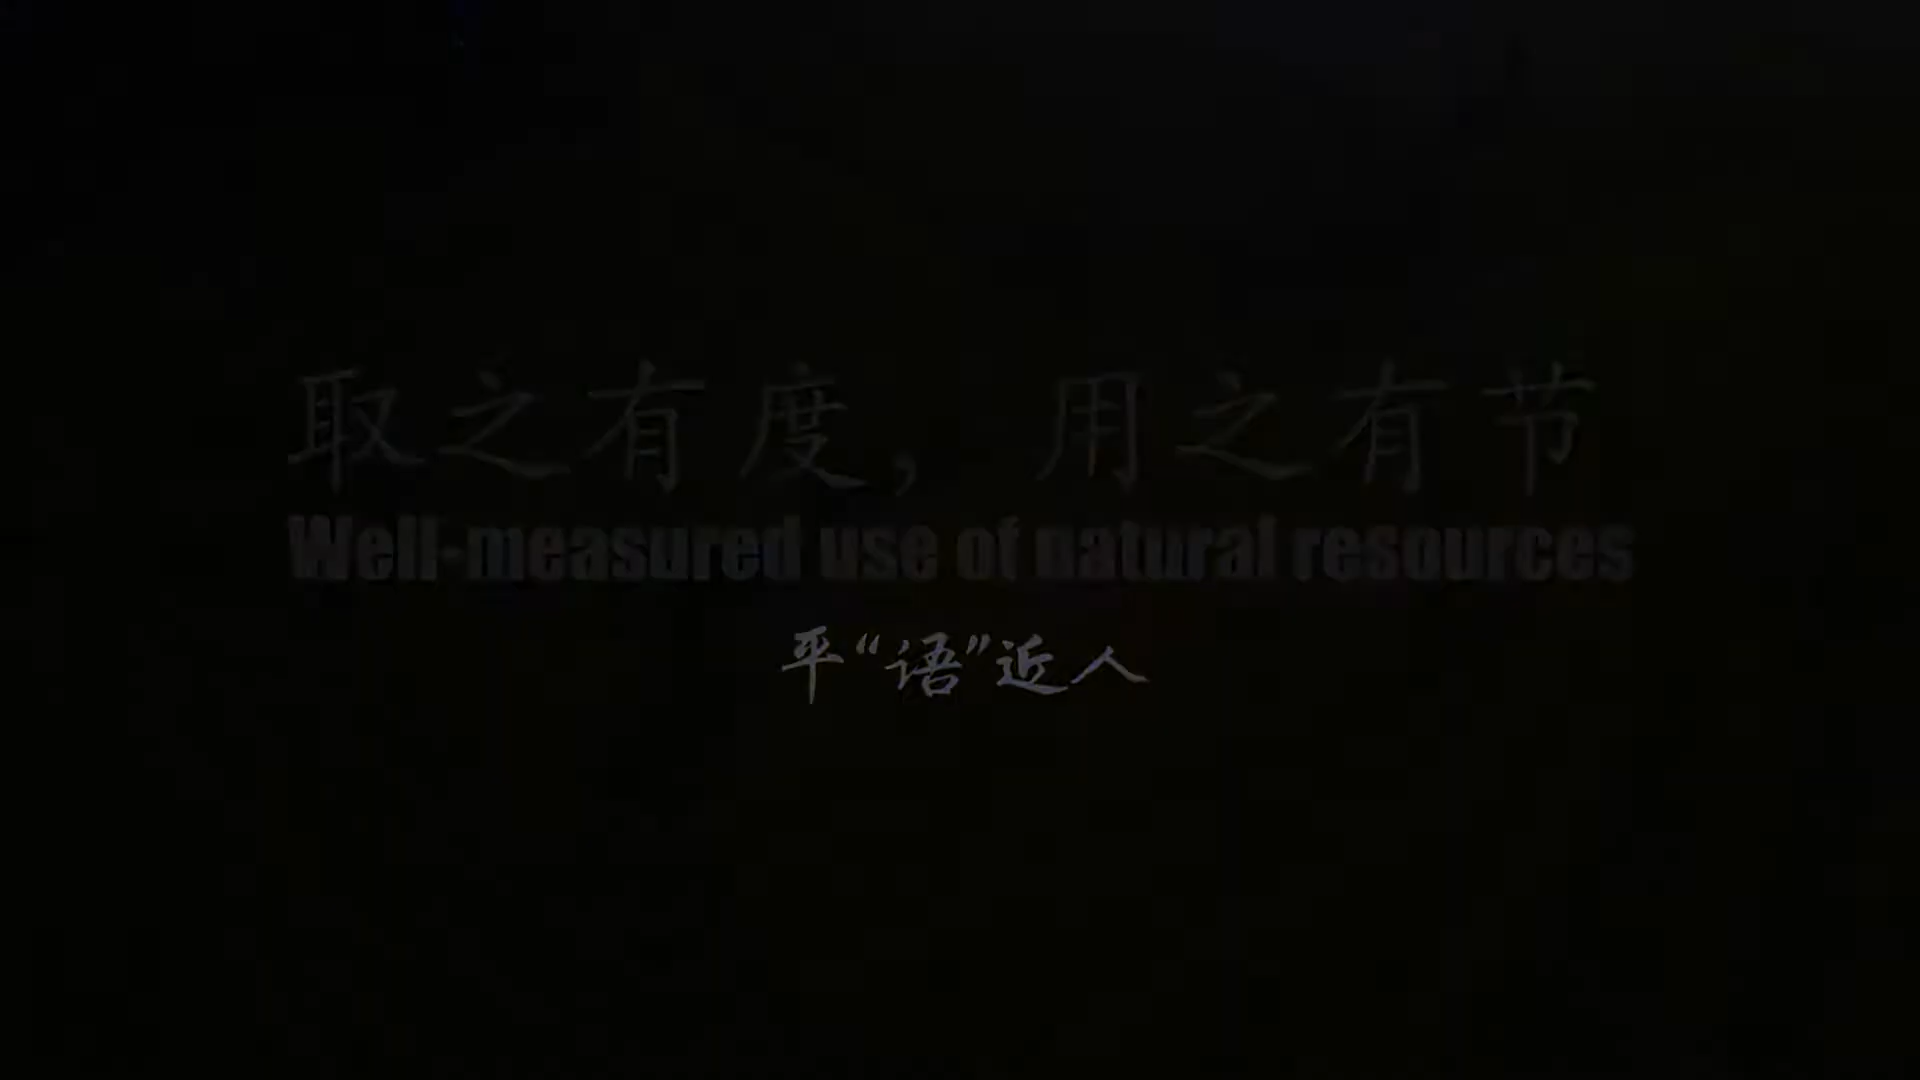 取之有度，用之有节
Well-measured use of natural resources
平“语”近人